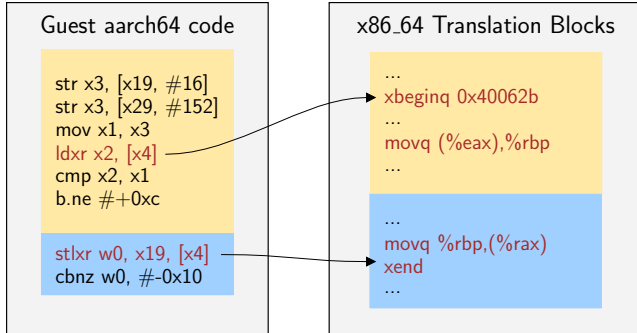 Guest aarch64 code
str x3, [x19, #16]
str x3, [x29, #152]
mov x1, x3
ldxr x2, [x4]
cmp x2, x1
b.ne #+0xc
stlxr w0, x19, [x4]
cbnz w0, #-0x10
x86_64 Translation Blocks
...
xbeginq 0x40062b
...
movq (%eax),%rbp
...
...
movq %rbp,(%rax)
xend
...